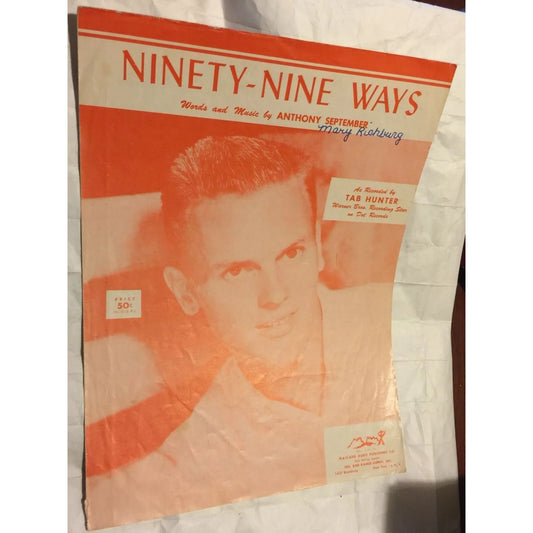 NINETY-NINE WAYS
Words and Music by ANTHONY SEPTEMBER
Mary Richburg
As Recorded by
TAB HUNTER
Warner Bros. Recording Star
on Dot Records
PRICE
50¢